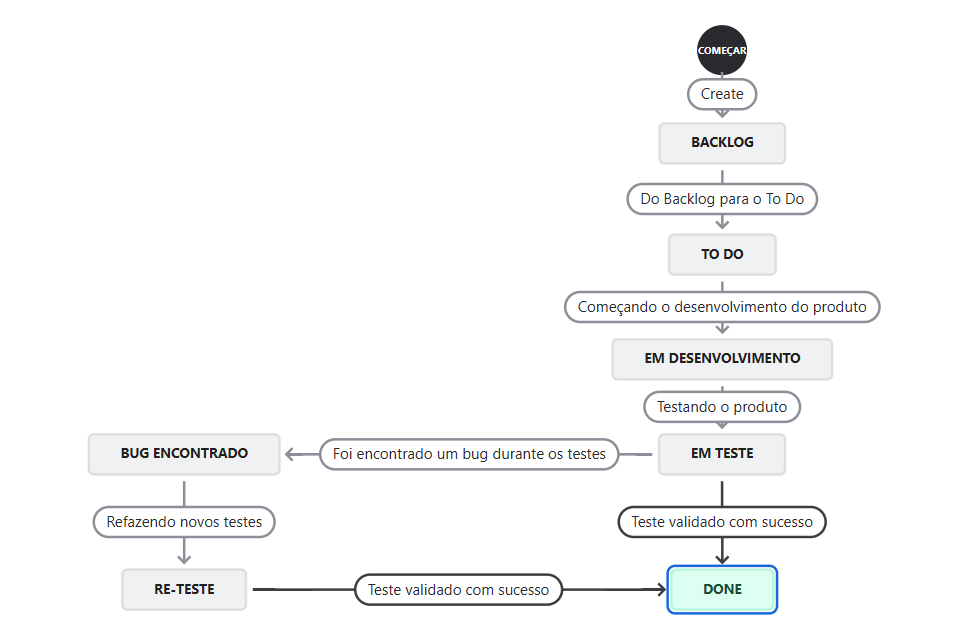 COMEÇAR
Create
BACKLOG
Do Backlog para o To Do
TO DO
Começando o desenvolvimento do produto
EM DESENVOLVIMENTO
Testando o produto
BUG ENCONTRADO
Foi encontrado um bug durante os testes
EM TESTE
Refazendo novos testes
Teste validado com sucesso
RE-TESTE
Teste validado com sucesso
DONE